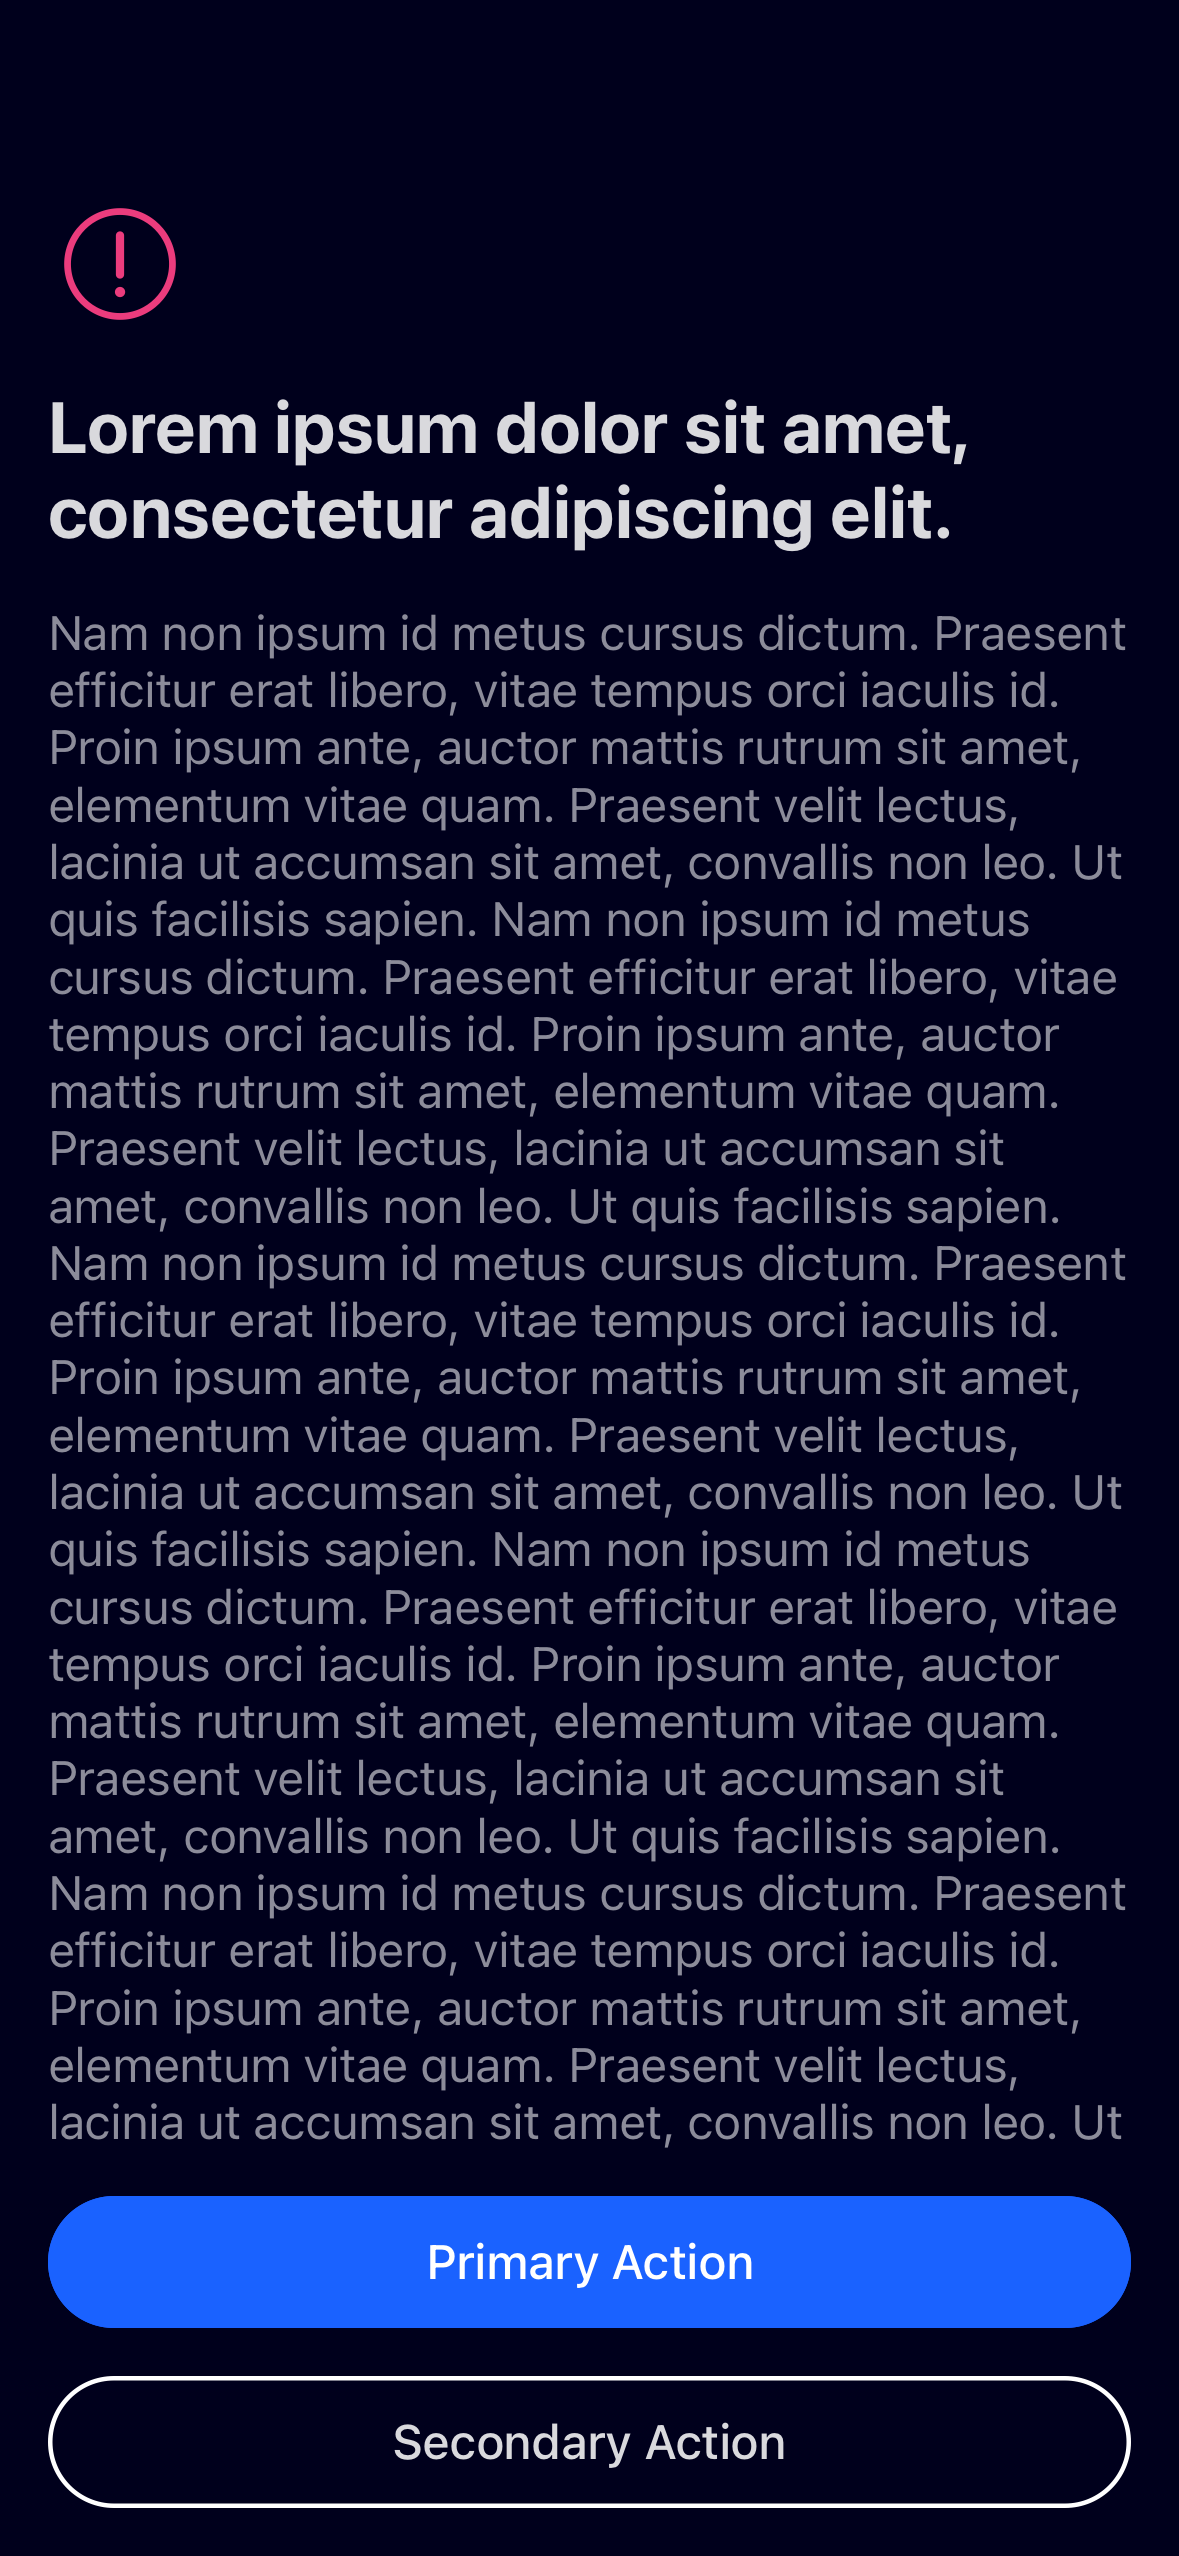 Lorem ipsum dolor sit amet,
consectetur adipiscing elit.
Nam non ipsum id metus cursus dictum. Praesent
efficitur erat libero, vitae tempus orci iaculis id.
Proin ipsum ante, auctor mattis rutrum sit amet,
elementum vitae quam. Praesent velit lectus,
lacinia ut accumsan sit amet, convallis non leo. Ut
quis facilisis sapien. Nam non ipsum id metus
cursus dictum. Praesent efficitur erat libero, vitae
tempus orci iaculis id. Proin ipsum ante, auctor
mattis rutrum sit amet, elementum vitae quam.
Praesent velit lectus, lacinia ut accumsan sit
amet, convallis non leo. Ut quis facilisis sapien.
Nam non ipsum id metus cursus dictum. Praesent
efficitur erat libero, vitae tempus orci iaculis id.
Proin ipsum ante, auctor mattis rutrum sit amet,
elementum vitae quam. Praesent velit lectus,
lacinia ut accumsan sit amet, convallis non leo. Ut
quis facilisis sapien. Nam non ipsum id metus
cursus dictum. Praesent efficitur erat libero, vitae
tempus orci iaculis id. Proin ipsum ante, auctor
mattis rutrum sit amet, elementum vitae quam.
Praesent velit lectus, lacinia ut accumsan sit
amet, convallis non leo. Ut quis facilisis sapien.
Nam non ipsum id metus cursus dictum. Praesent
efficitur erat libero, vitae tempus orci iaculis id.
Proin ipsum ante, auctor mattis rutrum sit amet,
elementum vitae quam. Praesent velit lectus,
lacinia ut accumsan sit amet, convallis non leo. Ut
Primary Action
Secondary Action